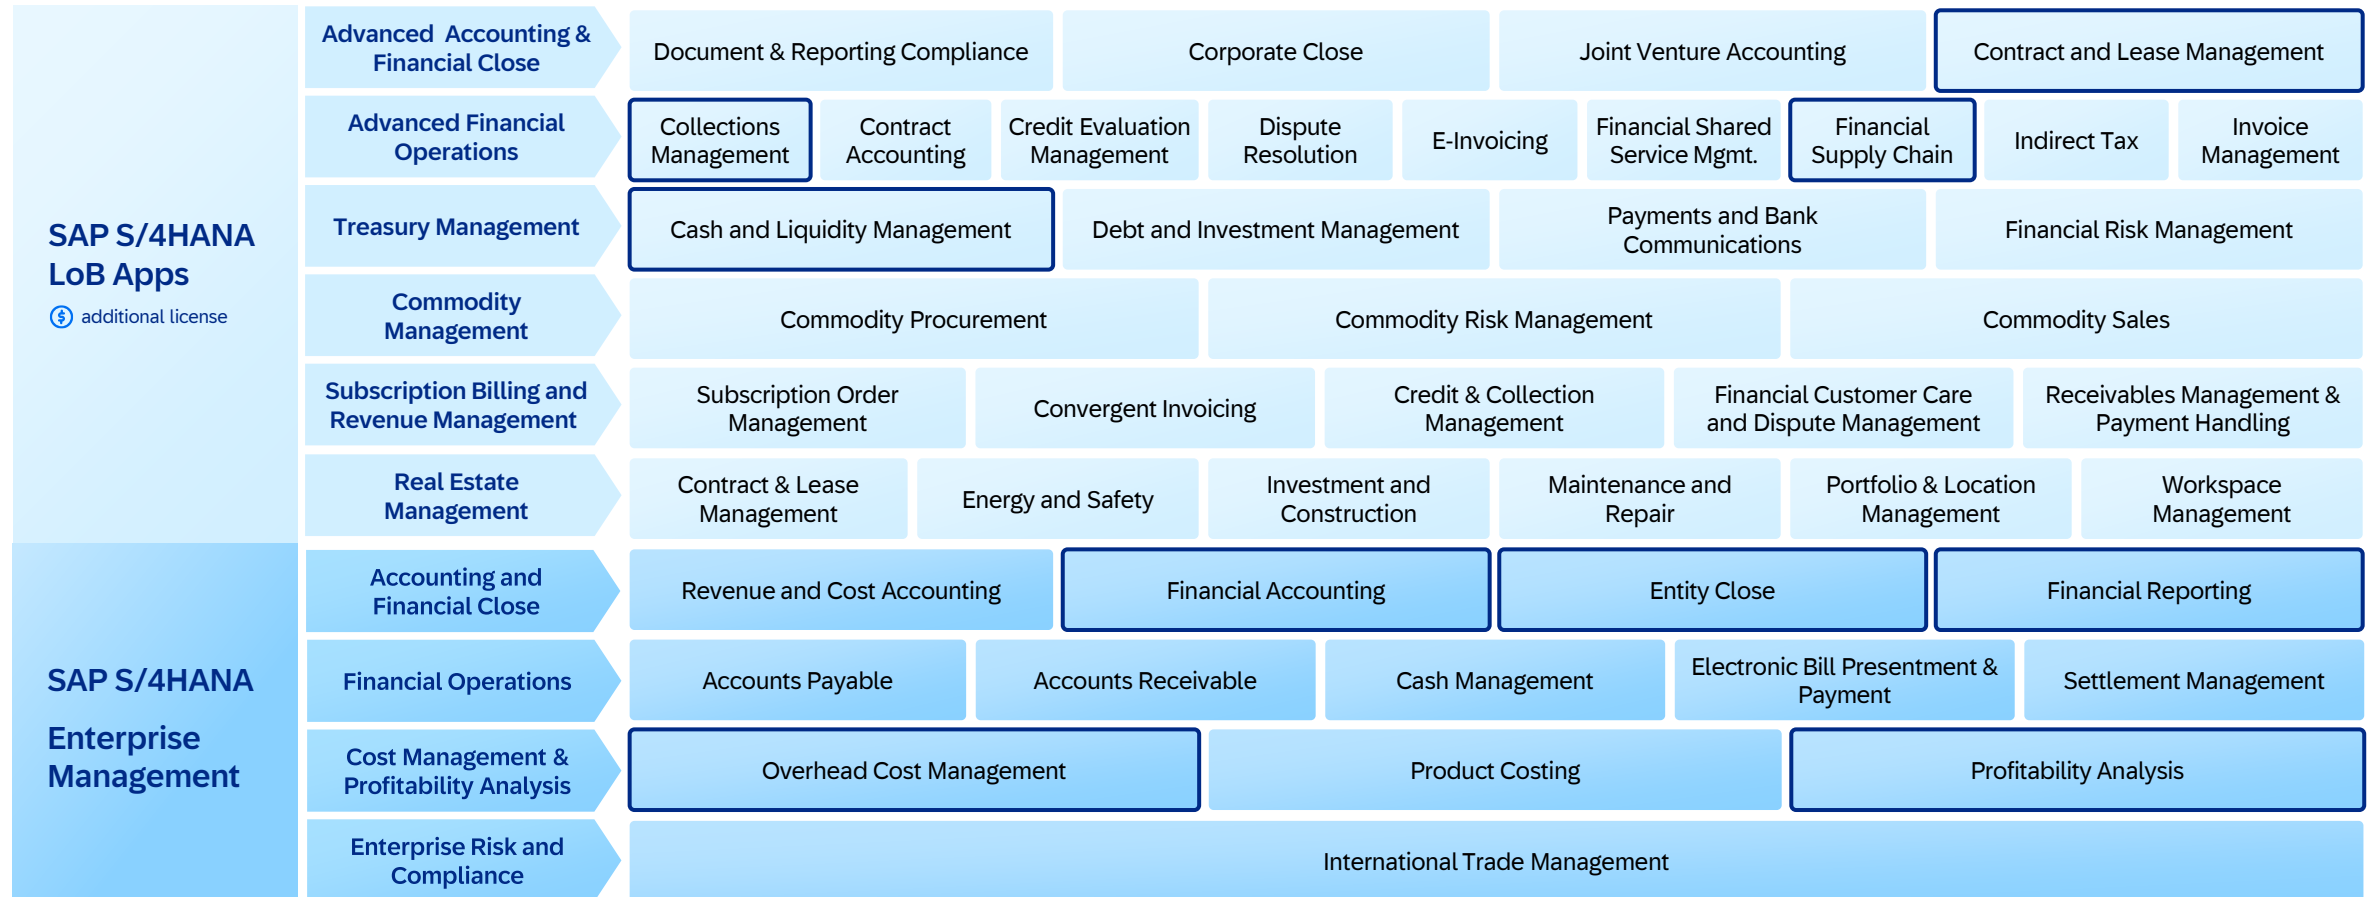 SAP S/4HANA
LoB Apps
$ additional license
Advanced Accounting &
Financial Close
Document & Reporting Compliance
Corporate Close
Joint Venture Accounting
Contract and Lease Management
Advanced Financial
Operations
Collections
Management
Contract
Accounting
Credit Evaluation
Management
Dispute
Resolution
E-Invoicing
Financial Shared
Service Mgmt.
Financial
Supply Chain
Indirect Tax
Invoice
Management
Treasury Management
Cash and Liquidity Management
Debt and Investment Management
Payments and Bank
Communications
Financial Risk Management
Commodity
Management
Commodity Procurement
Commodity Risk Management
Commodity Sales
Subscription Billing and
Revenue Management
Subscription Order
Management
Convergent Invoicing
Credit & Collection
Management
Financial Customer Care
and Dispute Management
Receivables Management &
Payment Handling
Real Estate
Management
Contract & Lease
Management
Energy and Safety
Investment and
Construction
Maintenance and
Repair
Portfolio & Location
Management
Workspace
Management
SAP S/4HANA
Enterprise
Management
Accounting and
Financial Close
Revenue and Cost Accounting
Financial Accounting
Entity Close
Financial Reporting
Financial Operations
Accounts Payable
Accounts Receivable
Cash Management
Electronic Bill Presentment &
Payment
Settlement Management
Cost Management &
Profitability Analysis
Overhead Cost Management
Product Costing
Profitability Analysis
Enterprise Risk and
Compliance
International Trade Management